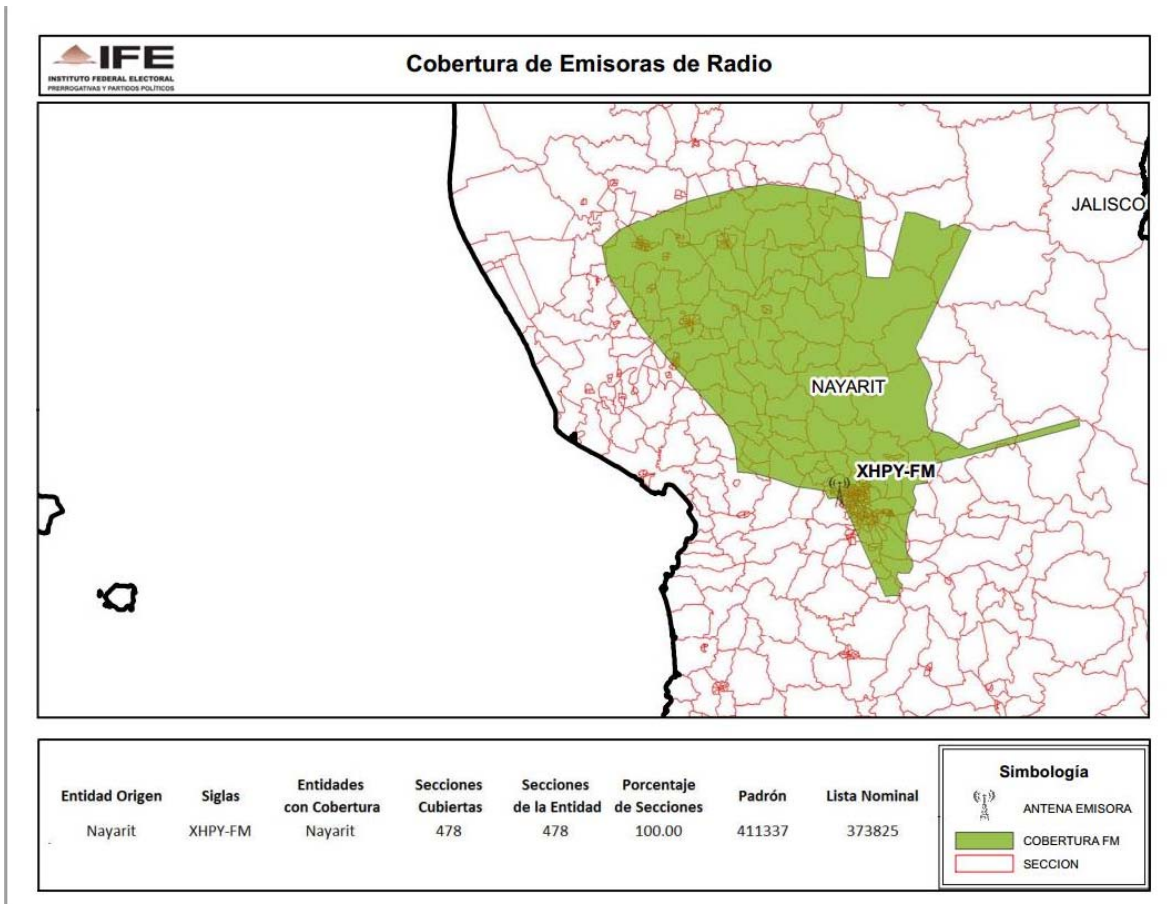 IFE
INSTITUTO FEDERAL ELECTORAL
PRERROGATIVAS Y PARTIDOS POLÍTICOS
Cobertura de Emisoras de Radio
JALISCO
NAYARIT
XHPY-FM
Entidad Origen Siglas Entidades con Cobertura Secciones Cubiertas Secciones de la Entidad Porcentaje de Secciones Padrón Lista Nominal
Nayarit XHPY-FM Nayarit 478 478 100.00 411337 373825
Simbología
ANTENA EMISORA
COBERTURA FM
SECCION